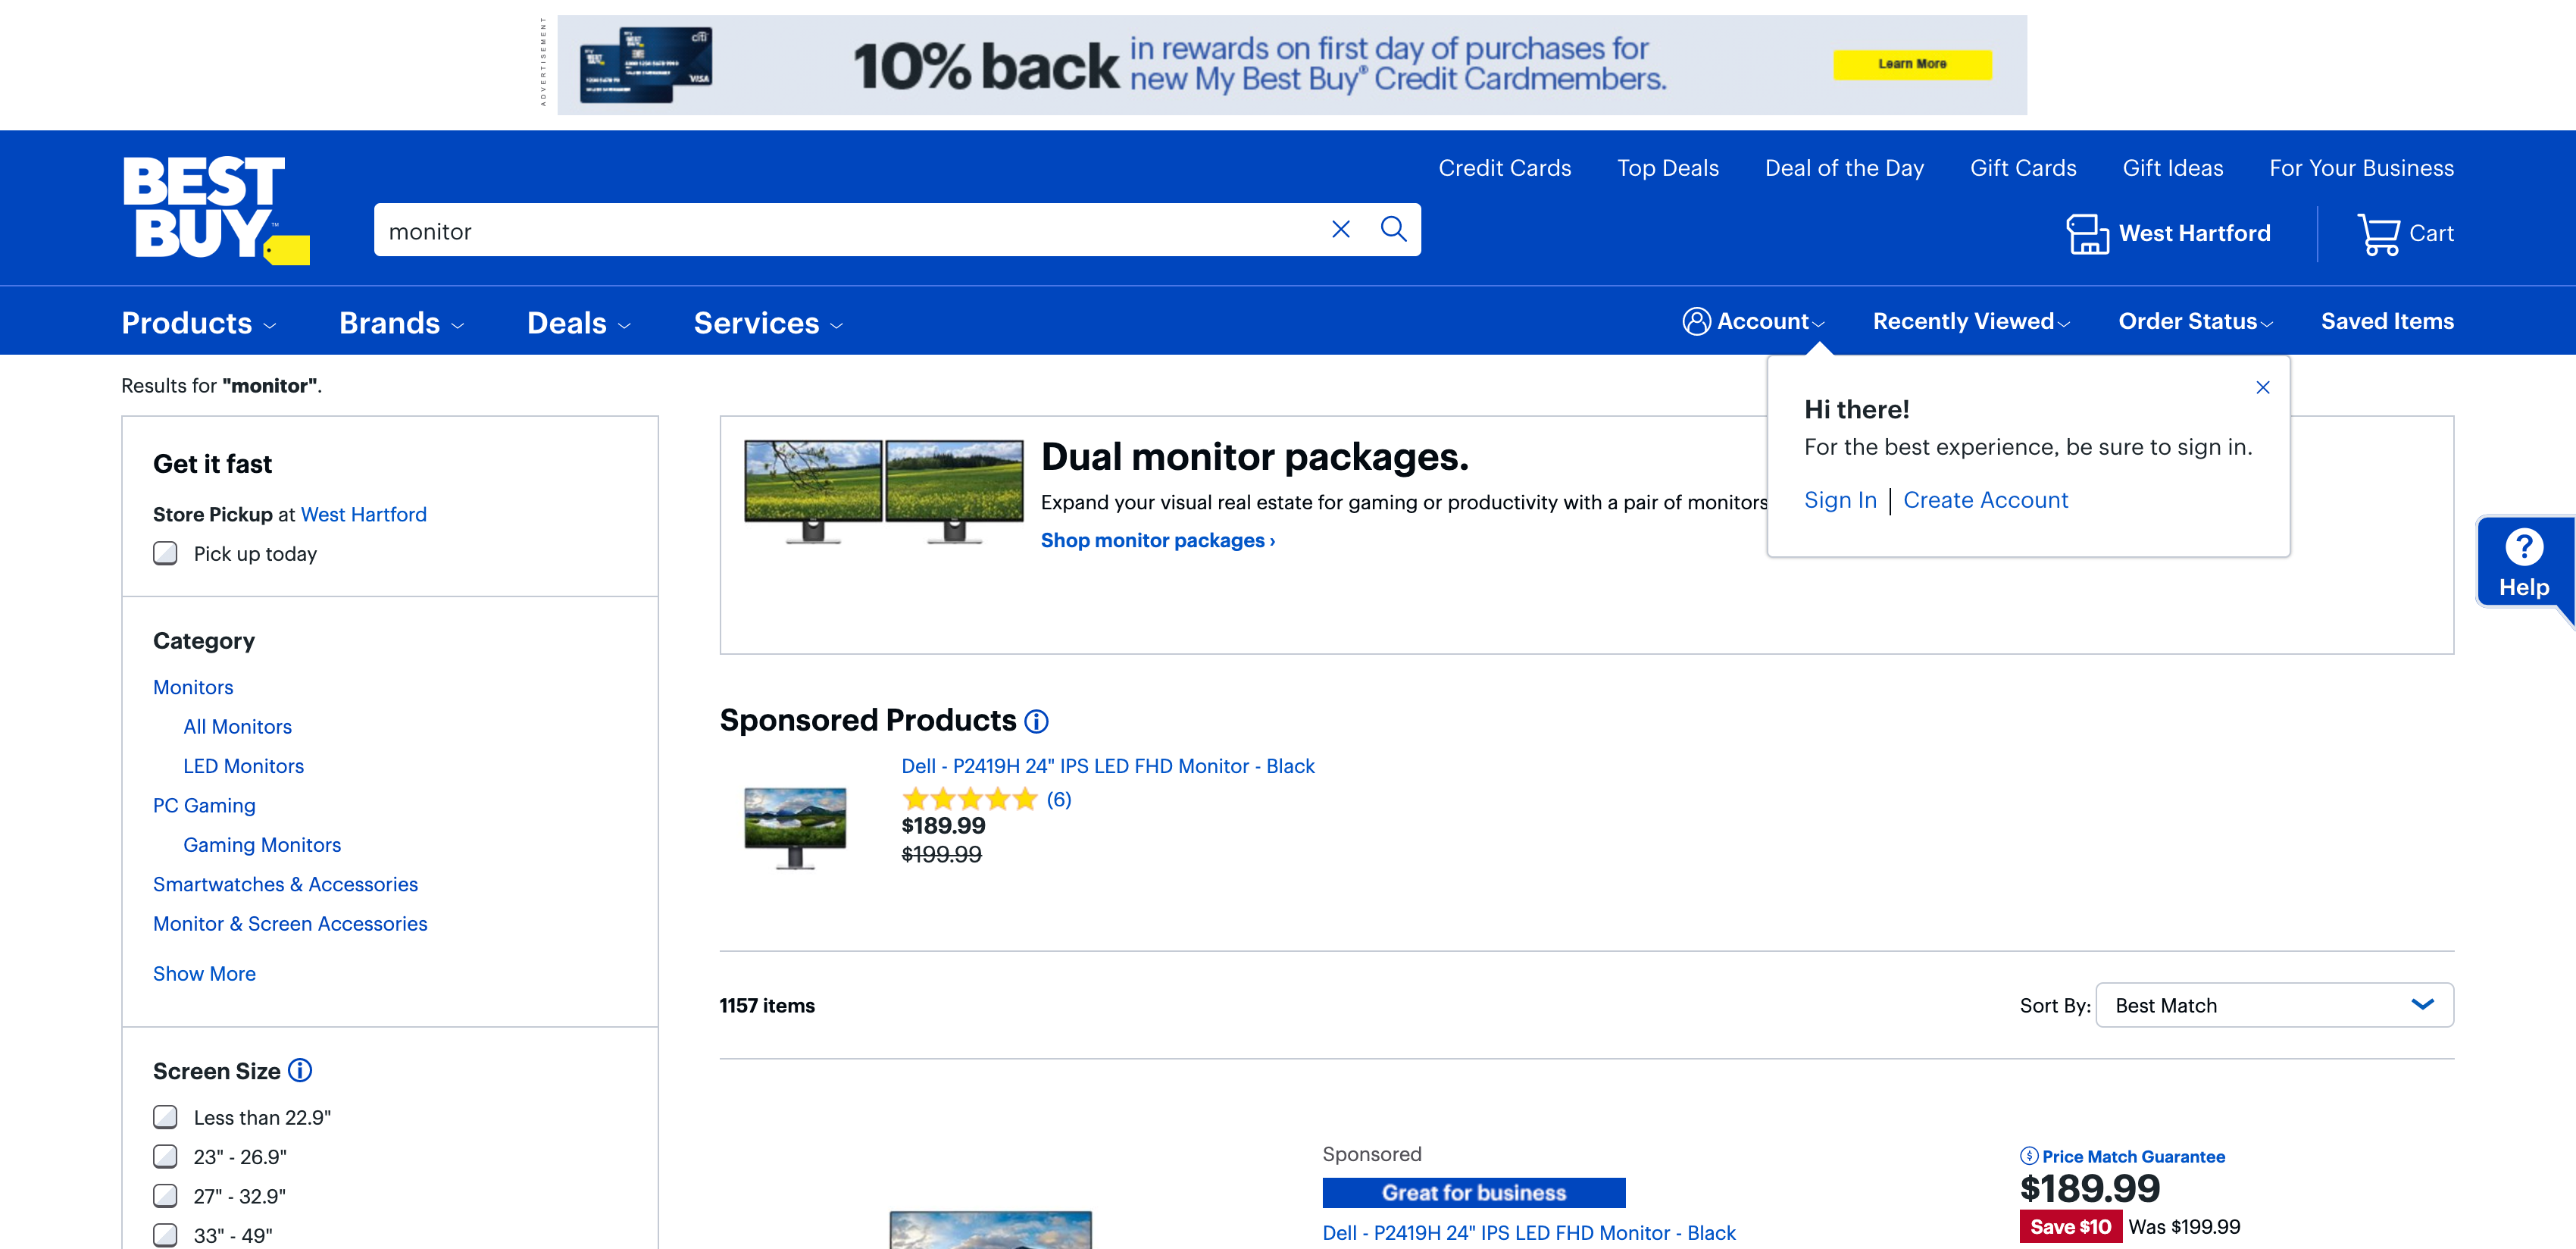 ADVERTISEMENT
10% back in rewards on first day of purchases for
new My Best Buy® Credit Cardmembers.
Learn More
citi
VISA
BEST
BUY™
Credit Cards
Top Deals
Deal of the Day
Gift Cards
Gift Ideas
For Your Business
monitor
West Hartford
Cart
Products
Brands
Deals
Services
Account
Recently Viewed
Order Status
Saved Items
Results for "monitor".
Hi there!
For the best experience, be sure to sign in.
Sign In | Create Account
Get it fast
Store Pickup at West Hartford
Pick up today
Category
Monitors
All Monitors
LED Monitors
PC Gaming
Gaming Monitors
Smartwatches & Accessories
Monitor & Screen Accessories
Show More
Screen Size
Less than 22.9"
23" - 26.9"
27" - 32.9"
33" - 49"
Dual monitor packages.
Expand your visual real estate for gaming or productivity with a pair of monitors
Shop monitor packages ›
Help
Sponsored Products
Dell - P2419H 24" IPS LED FHD Monitor - Black
(6)
$189.99
$199.99
1157 items
Sort By: Best Match
Sponsored
Great for business
Dell - P2419H 24" IPS LED FHD Monitor - Black
Price Match Guarantee
$189.99
Save $10 Was $199.99